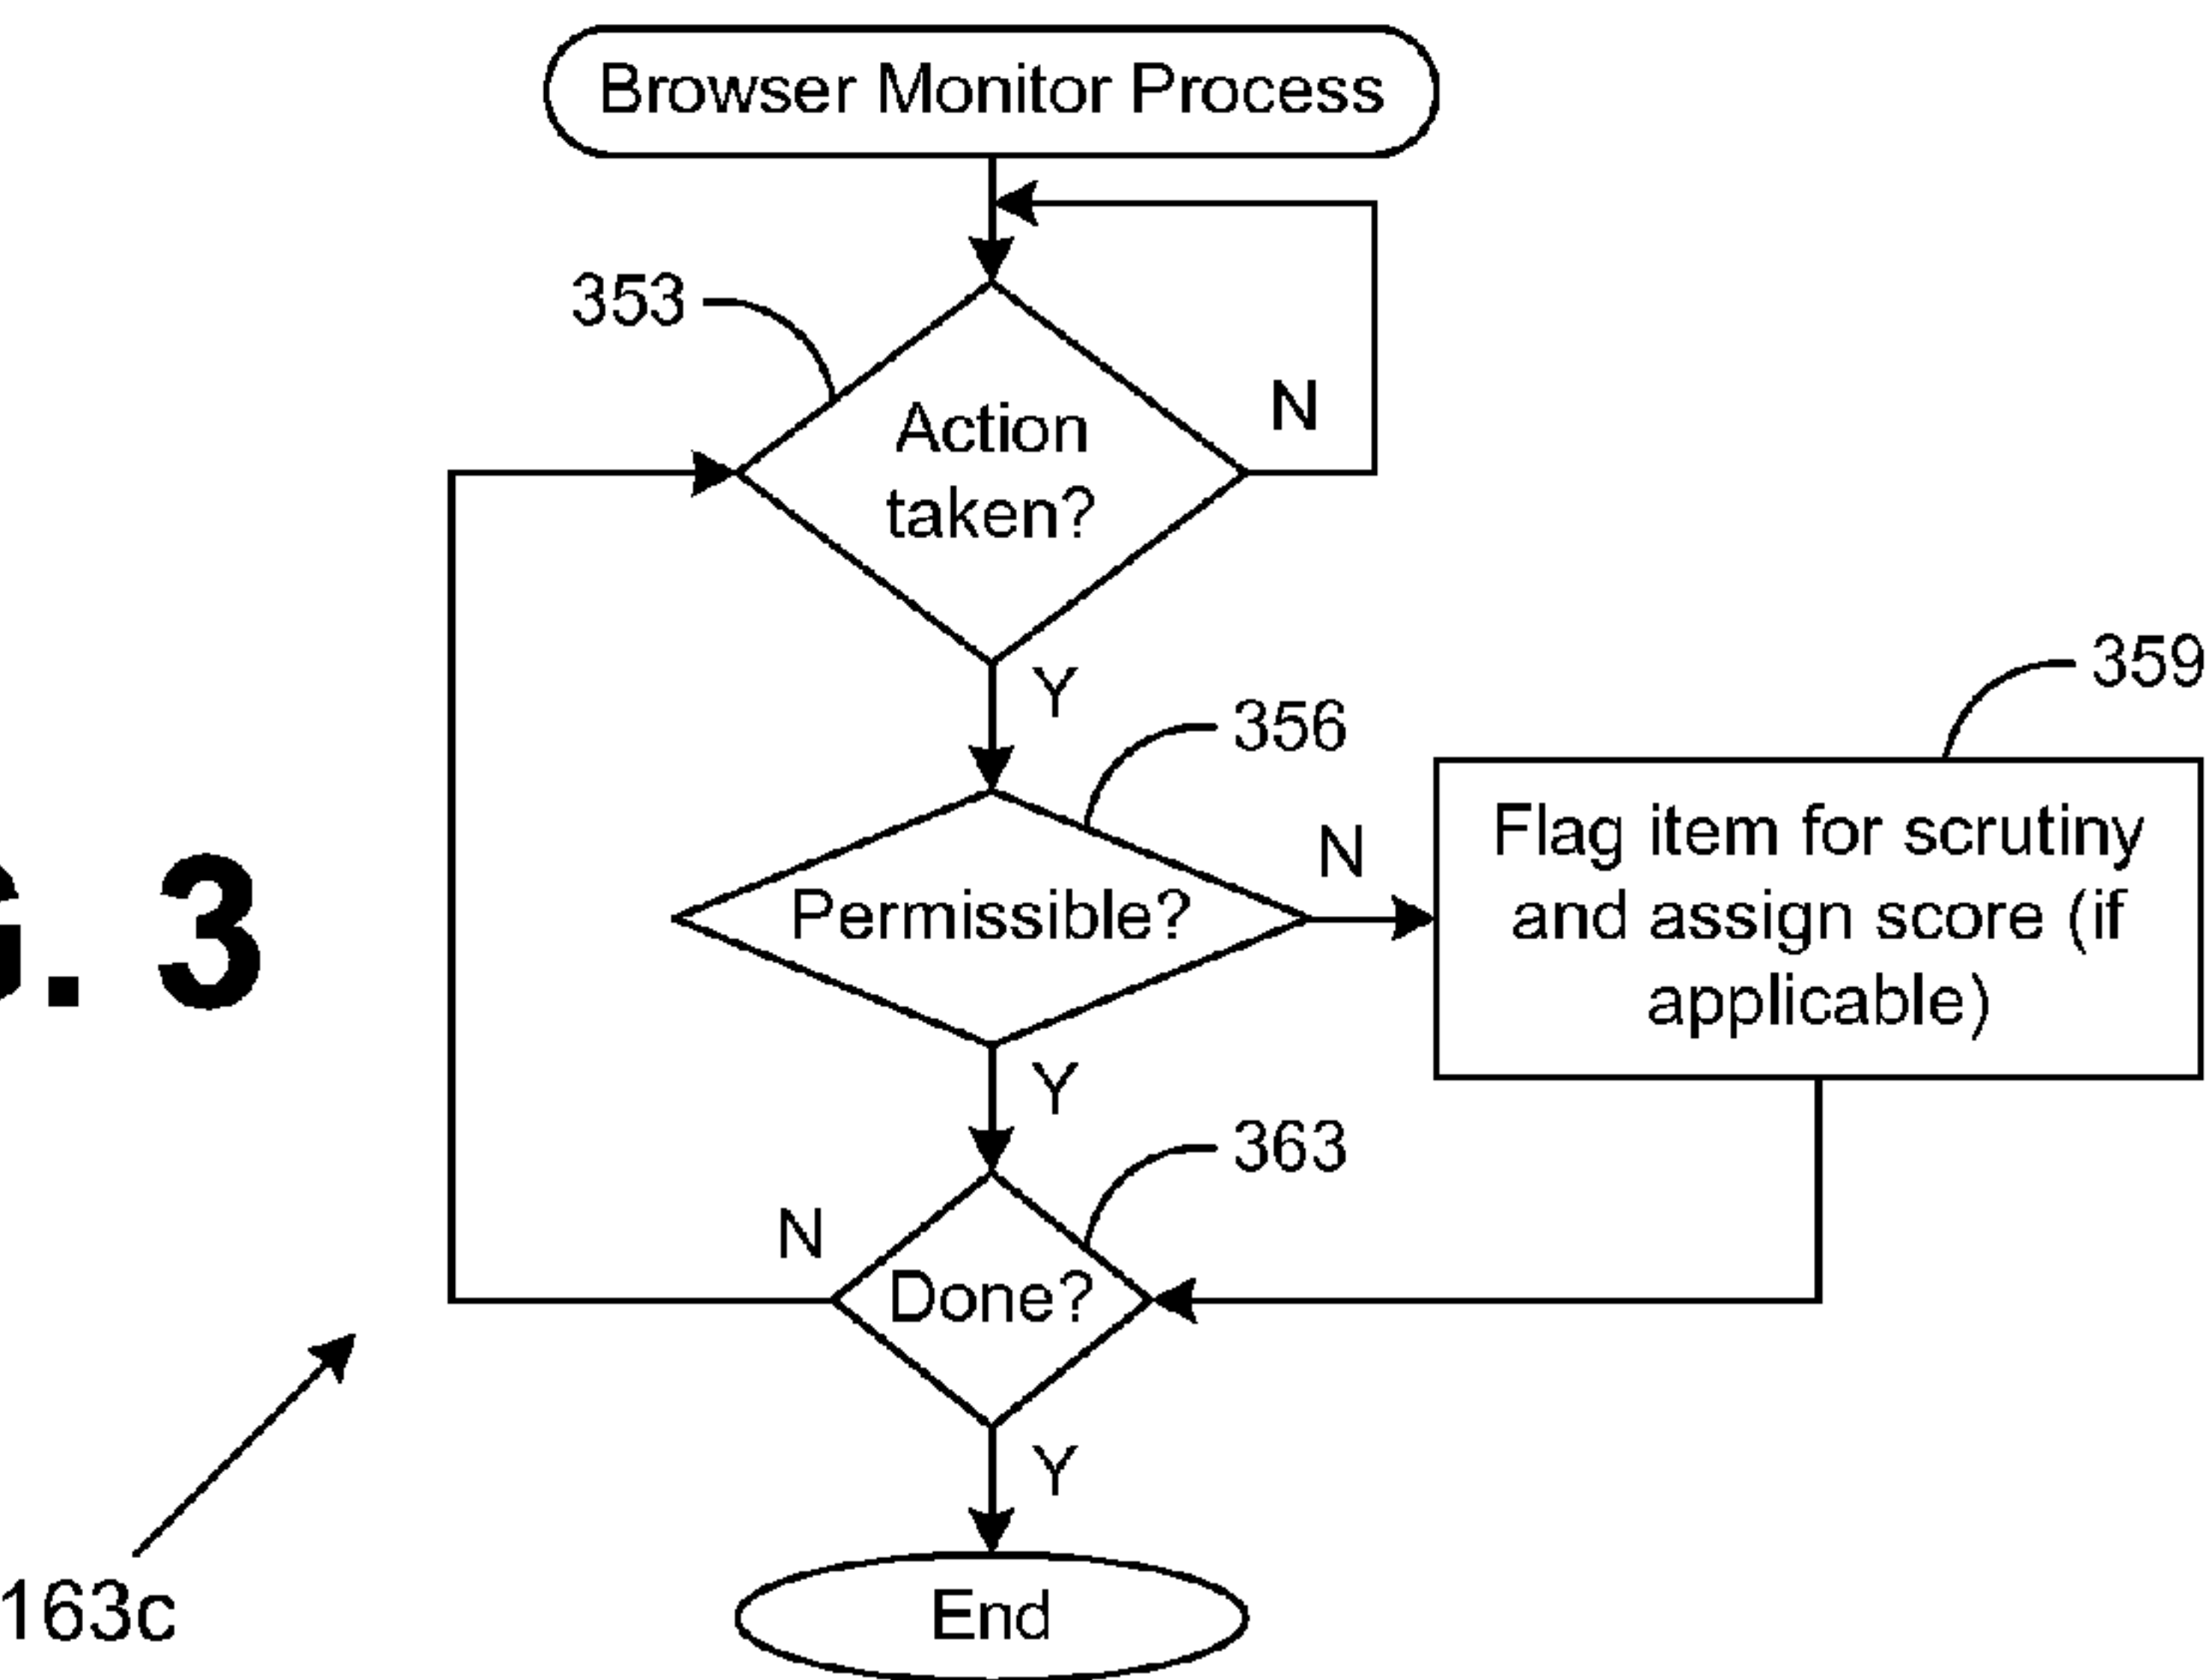 Browser Monitor Process
353
N
Action
taken?
Y
359
356
Flag item for scrutiny
and assign score (if
applicable)
N
Permissible?
Y
363
N
Done?
Y
End
. 3
163c